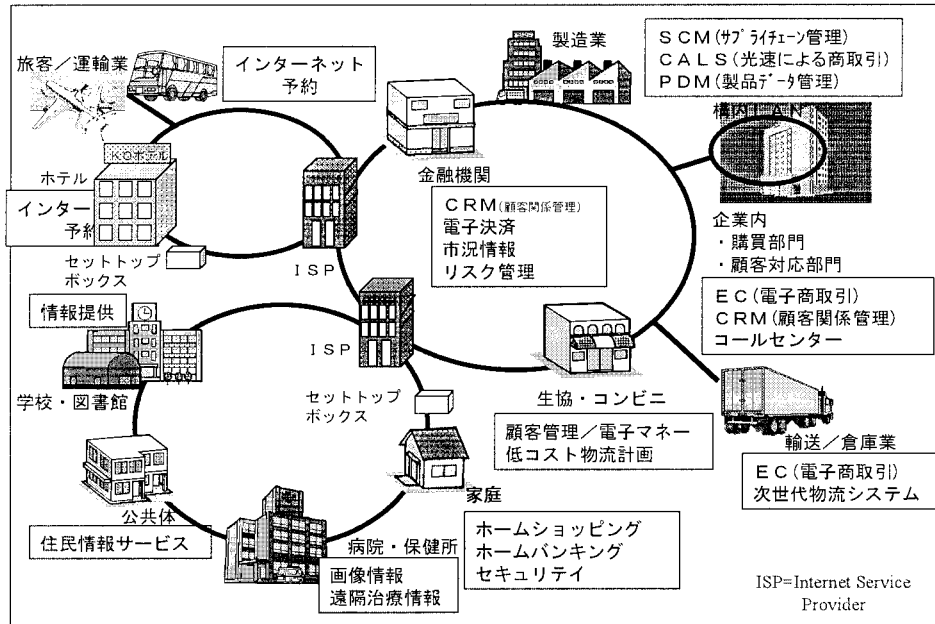 旅客／運輸業
インターネット
予約
製造業
ＳＣＭ(ｻﾌﾟﾗｲﾁｪｰﾝ管理)
ＣＡＬＳ(光速による商取引)
ＰＤＭ(製品ﾃﾞｰﾀ管理)
構内ＬＡＮ
ＫＯホテル
ホテル
インター
予約
セットトップ
ボックス
ＩＳＰ
金融機関
ＣＲＭ(顧客関係管理)
電子決済
市況情報
リスク管理
企業内
・購買部門
・顧客対応部門
ＥＣ(電子商取引)
ＣＲＭ(顧客関係管理)
コールセンター
情報提供
学校・図書館
ＩＳＰ
セットトップ
ボックス
生協・コンビニ
顧客管理／電子マネー
低コスト物流計画
輸送／倉庫業
ＥＣ(電子商取引)
次世代物流システム
公共体
住民情報サービス
病院・保健所
画像情報
遠隔治療情報
家庭
ホームショッピング
ホームバンキング
セキュリテイ
ISP=Internet Service
Provider